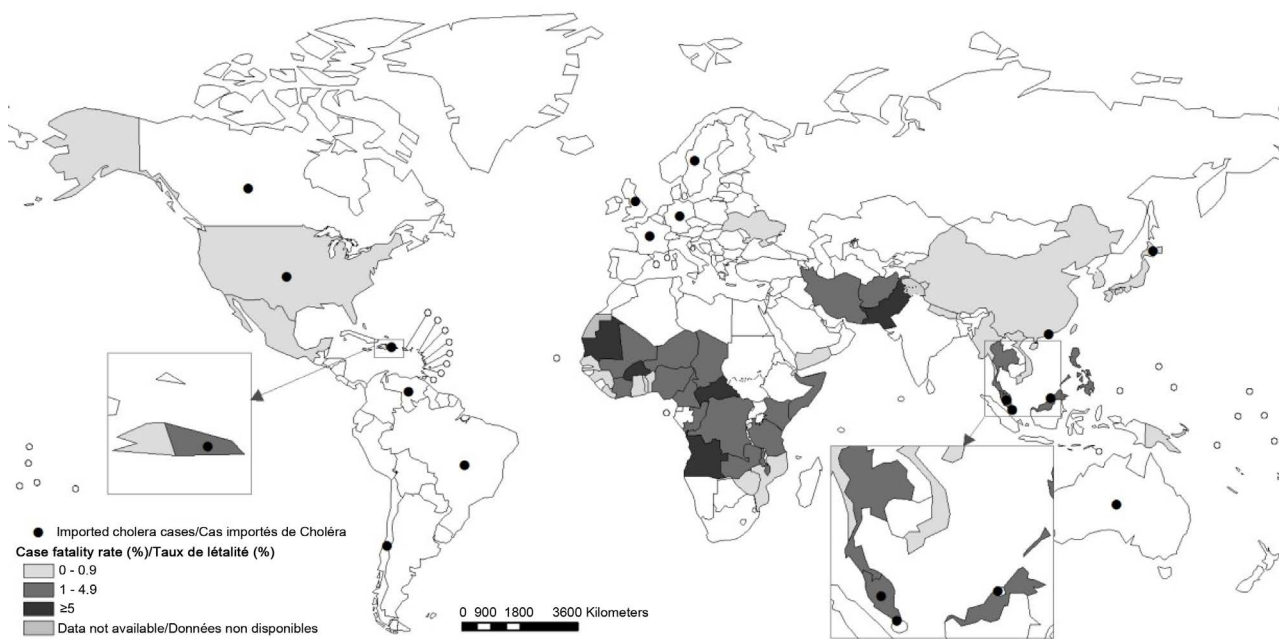 Imported cholera cases/Cas importés de Choléra
Case fatality rate (%)/Taux de létalité (%)
0 - 0.9
1 - 4.9
≥5
Data not available/Données non disponibles
0 900 1800 3600 Kilometers